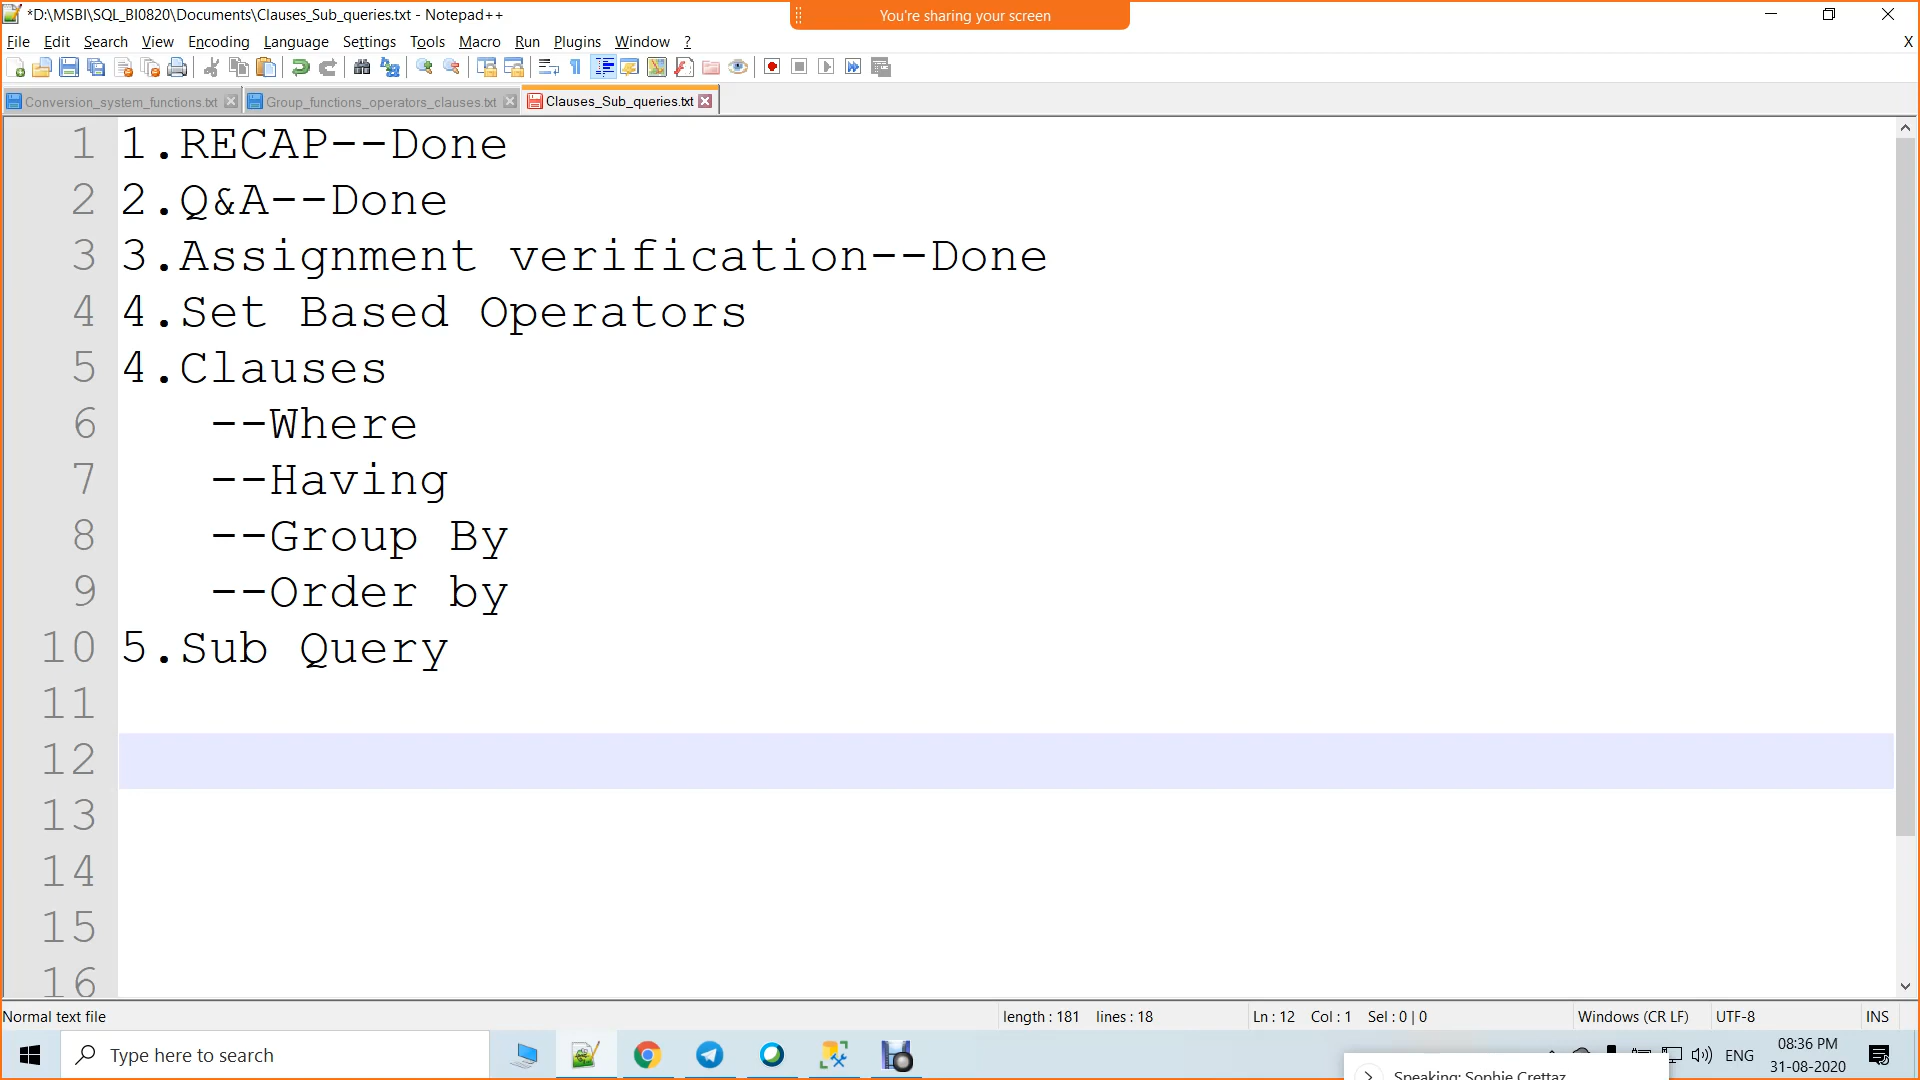 *D:\MSBI\SQL_BI0820\Documents\Clauses_Sub_queries.txt - Notepad++
You're sharing your screen
File Edit Search View Encoding Language Settings Tools Macro Run Plugins Window ?
X
Conversion_system_functions.txt Group_functions_operators_clauses.txt Clauses_Sub_queries.txt
1 1.RECAP--Done
2 2.Q&A--Done
3 3.Assignment verification--Done
4 4.Set Based Operators
5 4.Clauses
6 --Where
7 --Having
8 --Group By
9 --Order by
10 5.Sub Query
11
12
13
14
15
16
Normal text file length : 181 lines : 18 Ln : 12 Col : 1 Sel : 0 | 0 Windows (CR LF) UTF-8 INS
Type here to search
ENG
08:36 PM
31-08-2020
Speaking: Sophie Crettaz